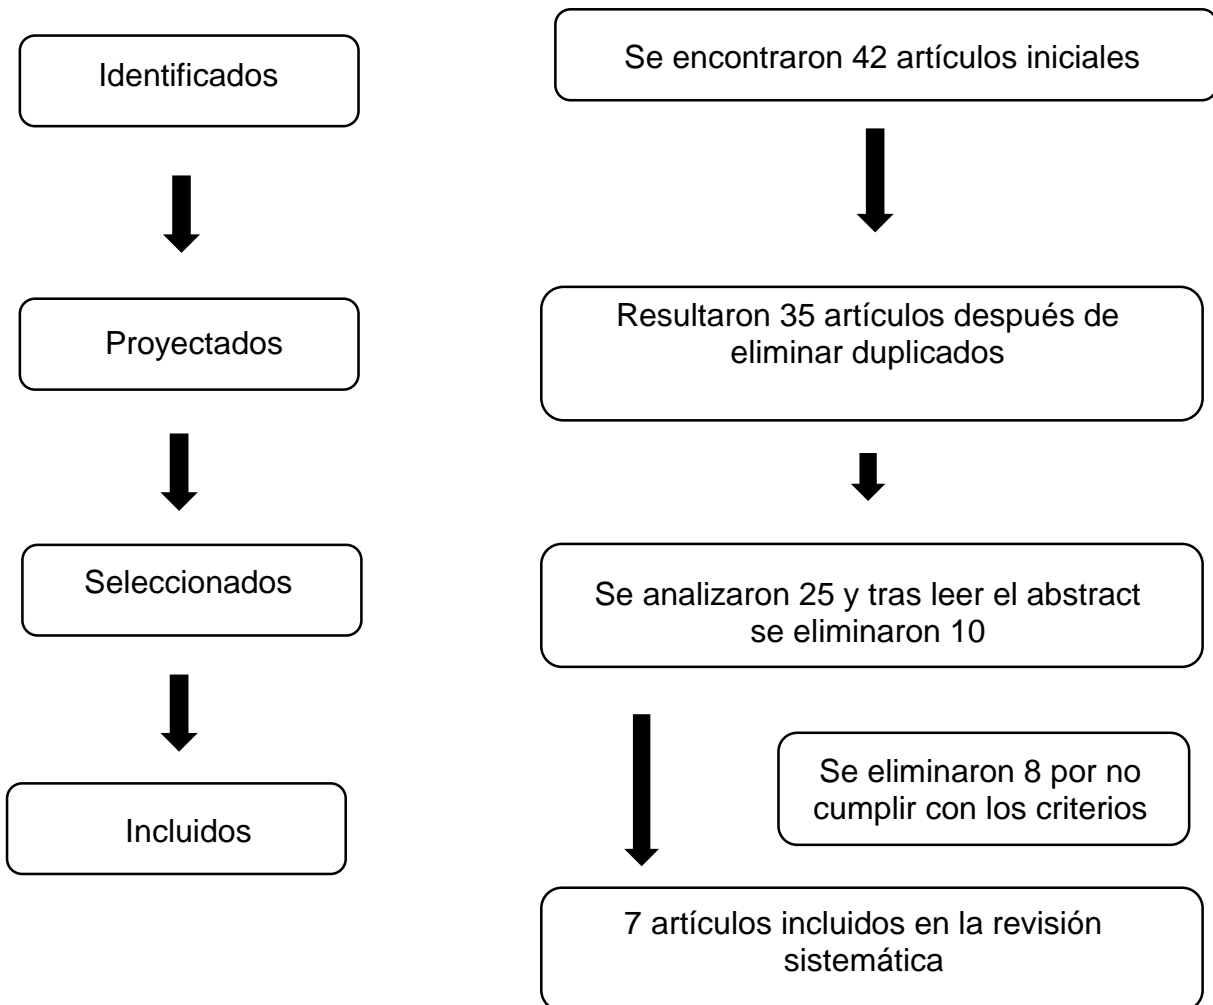 Identificados
Se encontraron 42 artículos iniciales
Proyectados
Resultaron 35 artículos después de
eliminar duplicados
Seleccionados
Se analizaron 25 y tras leer el abstract
se eliminaron 10
Se eliminaron 8 por no
cumplir con los criterios
Incluidos
7 artículos incluidos en la revisión
sistemática